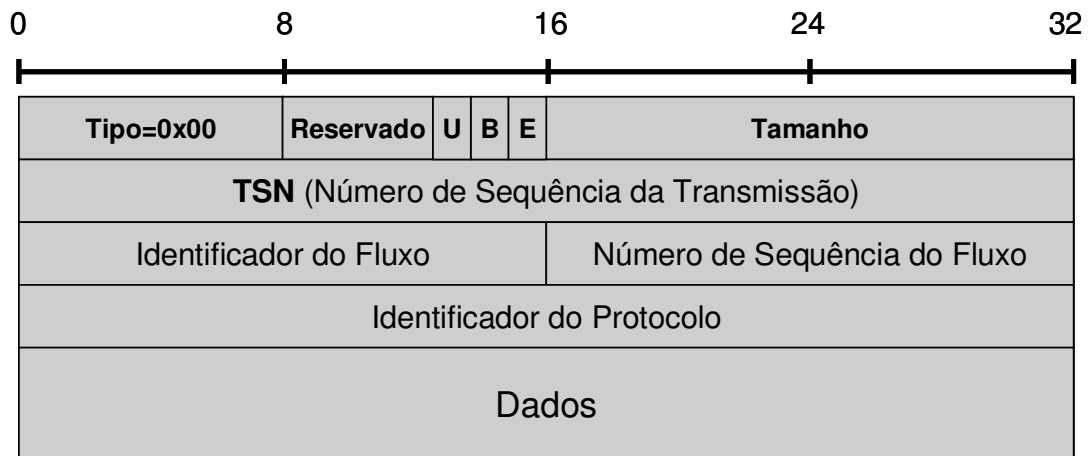 0 8 16 24 32
Tipo=0x00 Reservado U B E Tamanho
TSN (Número de Sequência da Transmissão)
Identificador do Fluxo Número de Sequência do Fluxo
Identificador do Protocolo
Dados